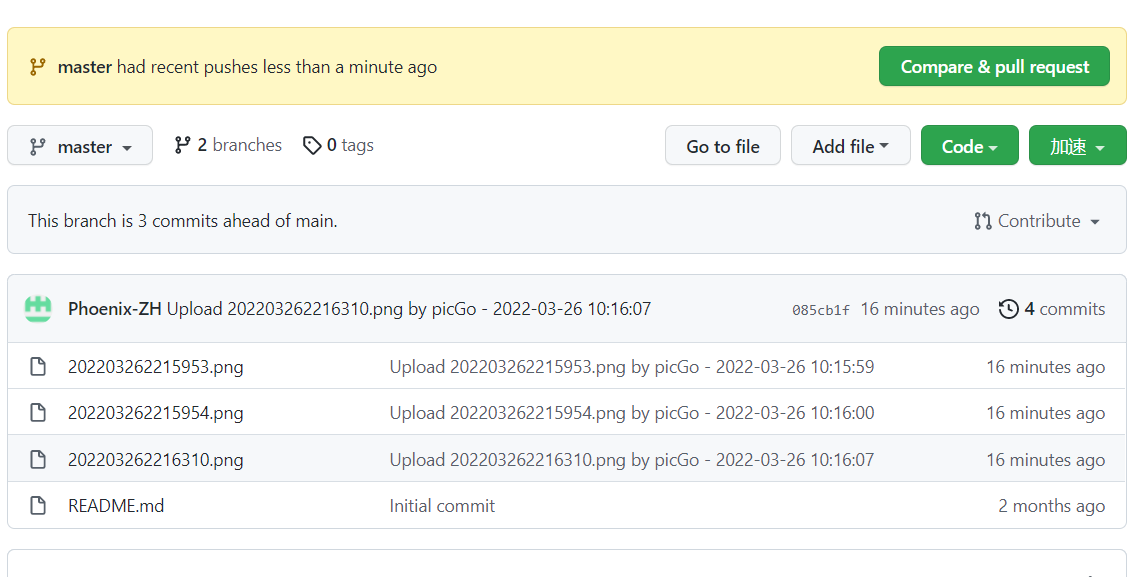 master had recent pushes less than a minute ago Compare & pull request
master 2 branches 0 tags Go to file Add file Code 加速
This branch is 3 commits ahead of main. Contribute
Phoenix-ZH Upload 202203262216310.png by picGo - 2022-03-26 10:16:07 085cb1f 16 minutes ago 4 commits
202203262215953.png Upload 202203262215953.png by picGo - 2022-03-26 10:15:59 16 minutes ago
202203262215954.png Upload 202203262215954.png by picGo - 2022-03-26 10:16:00 16 minutes ago
202203262216310.png Upload 202203262216310.png by picGo - 2022-03-26 10:16:07 16 minutes ago
README.md Initial commit 2 months ago